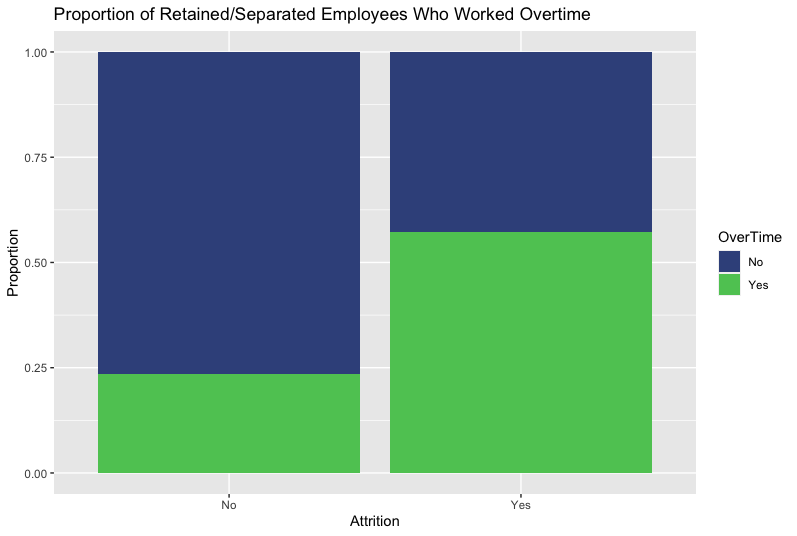 Proportion of Retained/Separated Employees Who Worked Overtime
1.00
0.75
0.50
0.25
0.00
Proportion
No
Yes
Attrition
OverTime
No
Yes